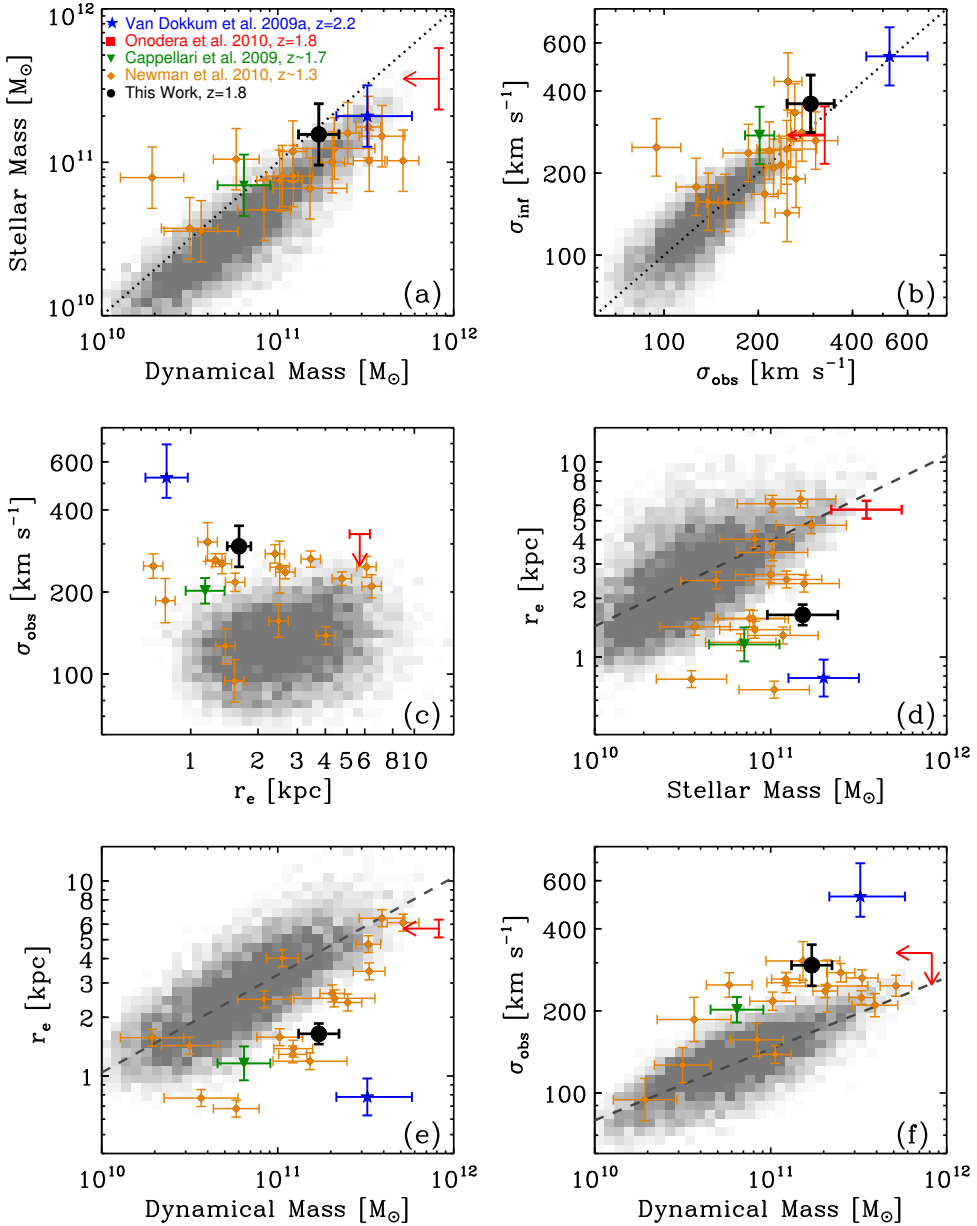 Van Dokkum et al. 2009a, z=2.2
Onodera et al. 2010, z=1.8
Cappellari et al. 2009, z~1.7
Newman et al. 2010, z~1.3
This Work, z=1.8
10¹²
10¹¹
10¹⁰
Stellar Mass [M⊙]
(a)
10¹⁰ 10¹¹ 10¹²
Dynamical Mass [M⊙]
600
400
200
100
σinf [km s⁻¹]
(b)
100 200 400 600
σobs [km s⁻¹]
600
400
200
100
σobs [km s⁻¹]
(c)
1 2 3 4 5 6 8 10
re [kpc]
10
8
6
5
4
3
2
1
re [kpc]
(d)
10¹⁰ 10¹¹ 10¹²
Stellar Mass [M⊙]
10
8
6
5
4
3
2
1
re [kpc]
(e)
10¹⁰ 10¹¹ 10¹²
Dynamical Mass [M⊙]
600
400
200
100
σobs [km s⁻¹]
(f)
10¹⁰ 10¹¹ 10¹²
Dynamical Mass [M⊙]